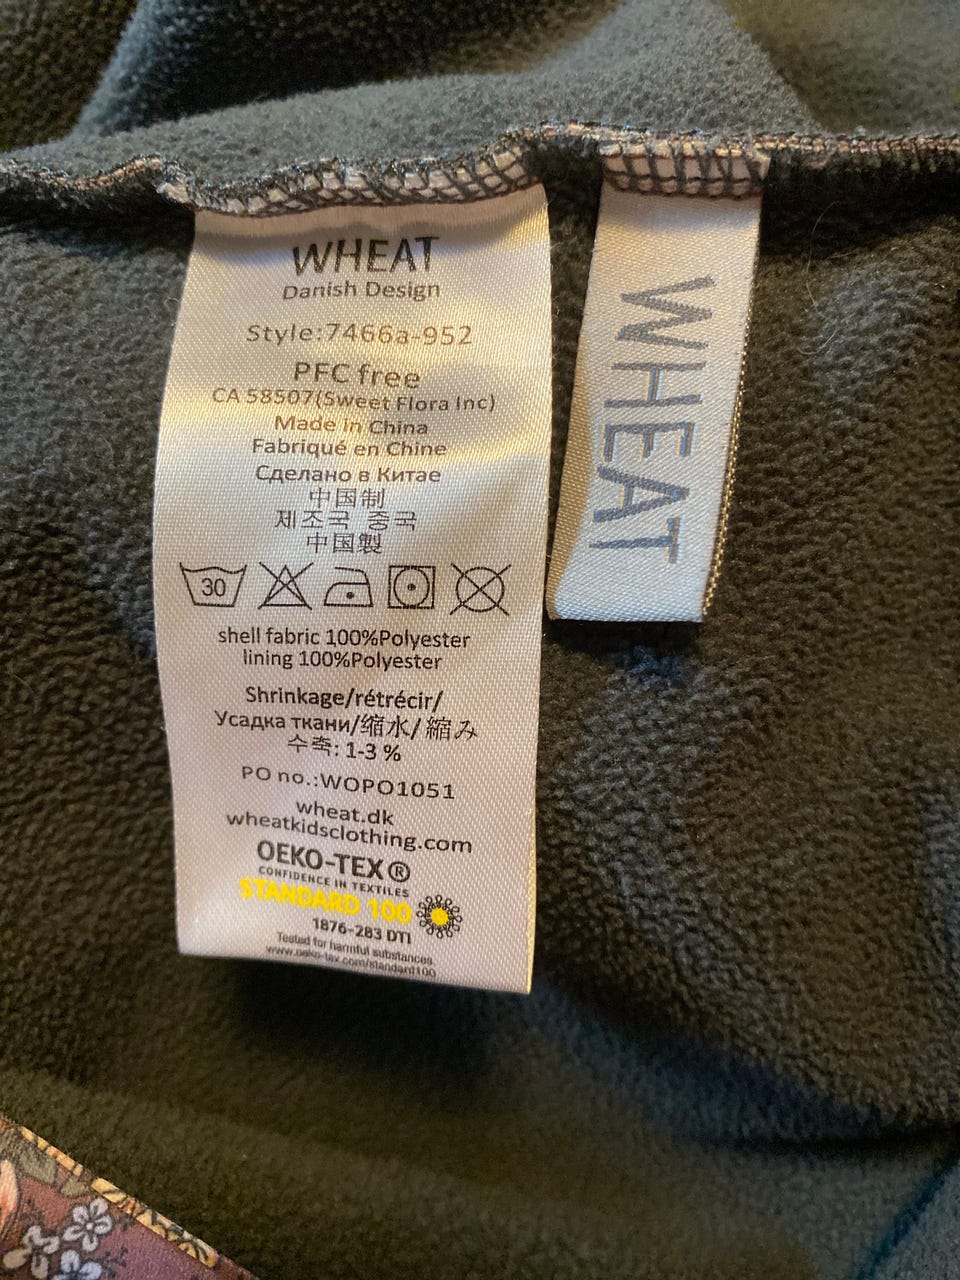 WHEAT
Danish Design
Style:7466a-952
PFC free
CA 58507(Sweet Flora Inc)
Made in China
Fabriqué en Chine
Сделано в Китае
中国制
제조국 중국
中国製
30
shell fabric 100%Polyester
lining 100%Polyester
Shrinkage/rétrécir/
Усадка ткани/缩水/縮み
수축: 1-3 %
PO no.:WOPO1051
wheat.dk
wheatkidsclothing.com
OEKO-TEX®
CONFIDENCE IN TEXTILES
STANDARD 100
1876-283 DTI
Tested for harmful substances.
www.oeko-tex.com/standard100
WHEAT